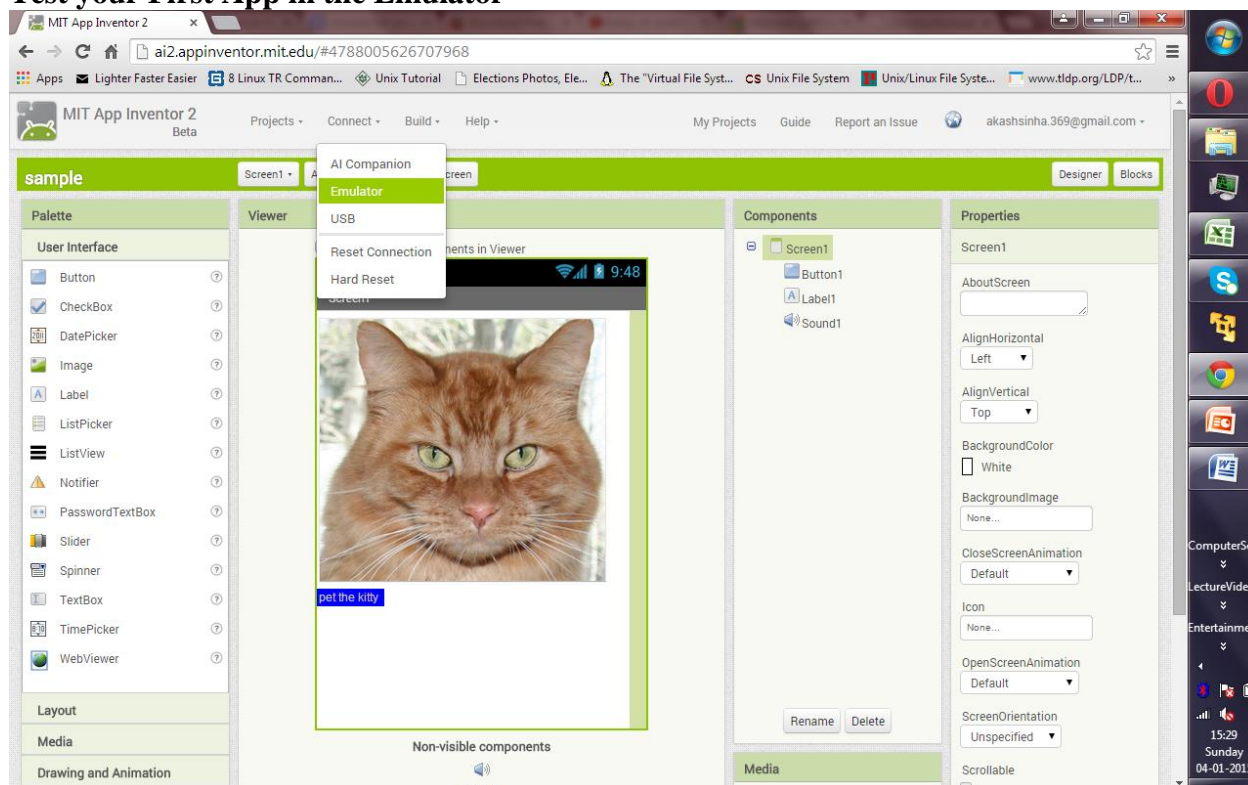 Test your First App in the Emulator
MIT App Inventor 2
ai2.appinventor.mit.edu/#4788005626707968
Apps Lighter Faster Easier 8 Linux TR Comman... Unix Tutorial Elections Photos, Ele... The "Virtual File Syst... CS Unix File System Unix/Linux File Syste... www.tldp.org/LDP/t... »
MIT App Inventor 2
Beta
Projects Connect Build Help My Projects Guide Report an Issue akashsinha.369@gmail.com
sample Screen1 A creen Designer Blocks
AI Companion
Emulator
USB
Reset Connection
Hard Reset
Palette Viewer Components Properties
User Interface
Button
CheckBox
DatePicker
Image
Label
ListPicker
ListView
Notifier
PasswordTextBox
Slider
Spinner
TextBox
TimePicker
WebViewer
Layout
Media
Drawing and Animation
nents in Viewer
9:48
Screen1
pet the kitty
Non-visible components
Screen1
Button1
Label1
Sound1
Rename Delete
Media
Screen1
AboutScreen
AlignHorizontal
Left
AlignVertical
Top
BackgroundColor
White
BackgroundImage
None...
CloseScreenAnimation
Default
Icon
None...
OpenScreenAnimation
Default
ScreenOrientation
Unspecified
Scrollable
ComputerSc
LectureVide
Entertainme
15:29
Sunday
04-01-201